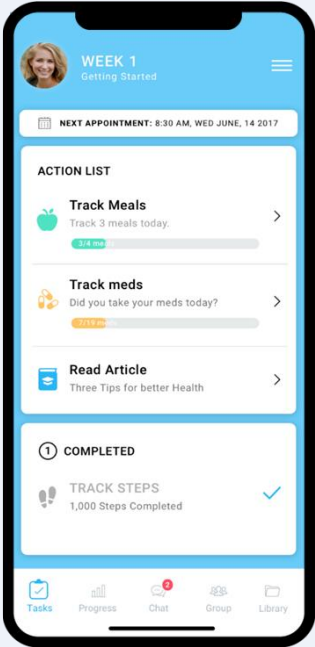 WEEK 1
Getting Started
NEXT APPOINTMENT: 8:30 AM, WED JUNE, 14 2017
ACTION LIST
Track Meals
Track 3 meals today.
3/4 meals
Track meds
Did you take your meds today?
7/19
Read Article
Three Tips for better Health
1 COMPLETED
TRACK STEPS
1,000 Steps Completed
2
Tasks Progress Chat Group Library